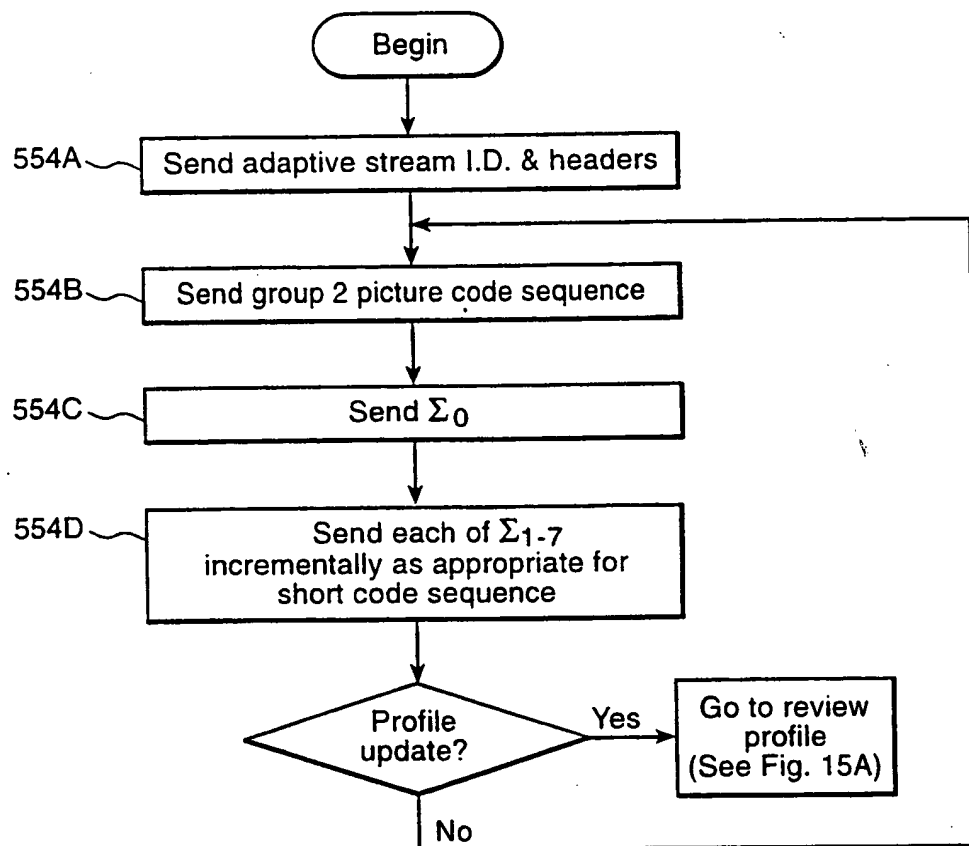 Begin
554A
Send adaptive stream I.D. & headers
554B
Send group 2 picture code sequence
554C
Send Σ0
554D
Send each of Σ1-7
incrementally as appropriate for
short code sequence
Profile
update?
Yes
Go to review
profile
(See Fig. 15A)
No